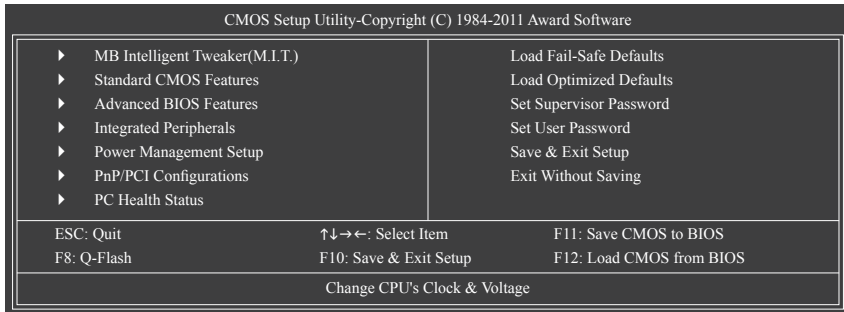 CMOS Setup Utility-Copyright (C) 1984-2011 Award Software
MB Intelligent Tweaker(M.I.T.)
Standard CMOS Features
Advanced BIOS Features
Integrated Peripherals
Power Management Setup
PnP/PCI Configurations
PC Health Status
Load Fail-Safe Defaults
Load Optimized Defaults
Set Supervisor Password
Set User Password
Save & Exit Setup
Exit Without Saving
ESC: Quit ↑↓→←: Select Item F11: Save CMOS to BIOS
F8: Q-Flash F10: Save & Exit Setup F12: Load CMOS from BIOS
Change CPU's Clock & Voltage